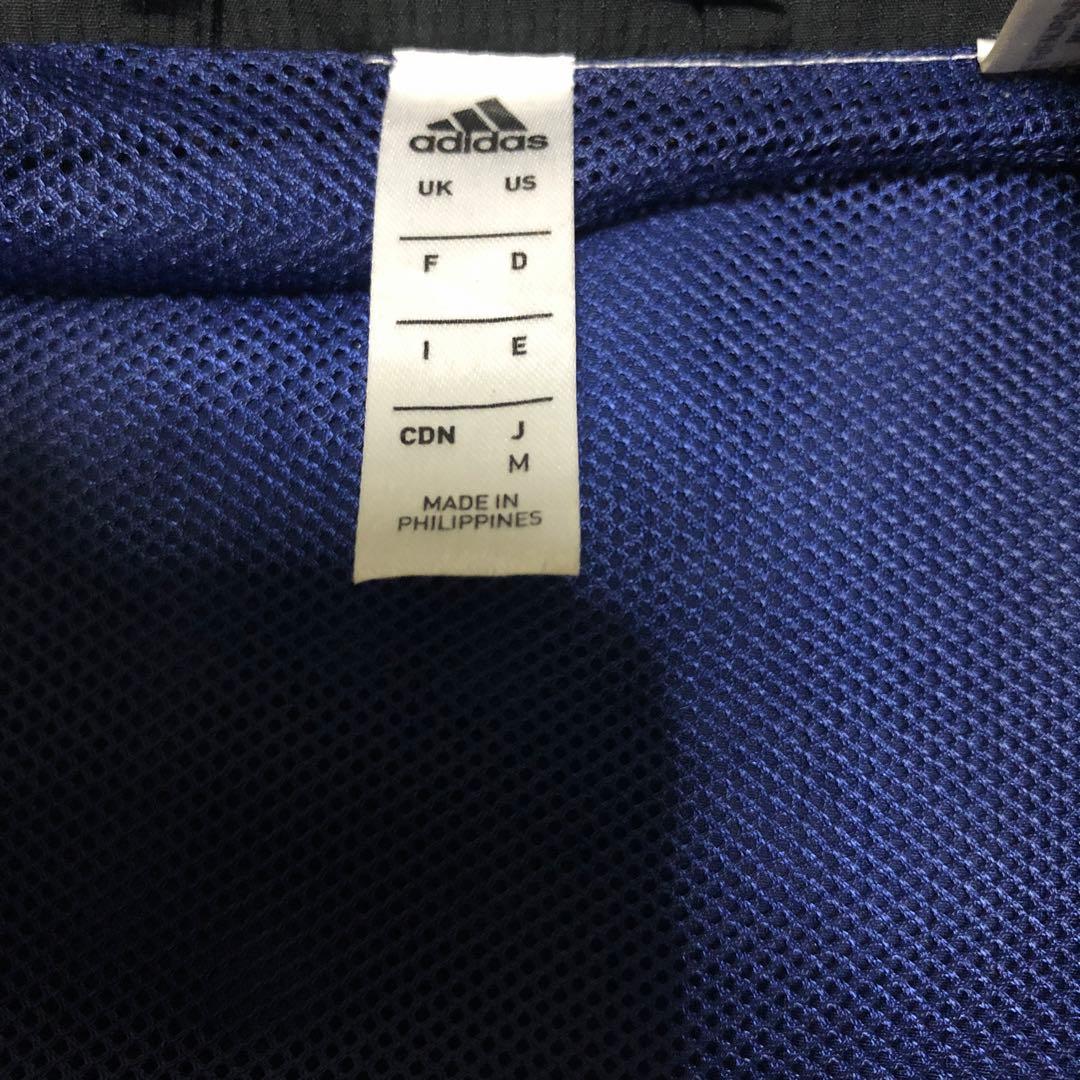 adidas
UK US
F D
I E
CDN J
M
MADE IN
PHILIPPINES